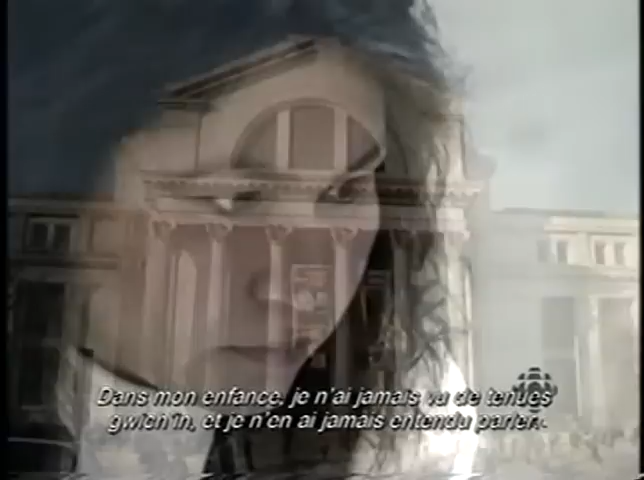 Dans mon enfance, je n'ai jamais vu de tenues
gwich'in, et je n'en ai jamais entendu parler.